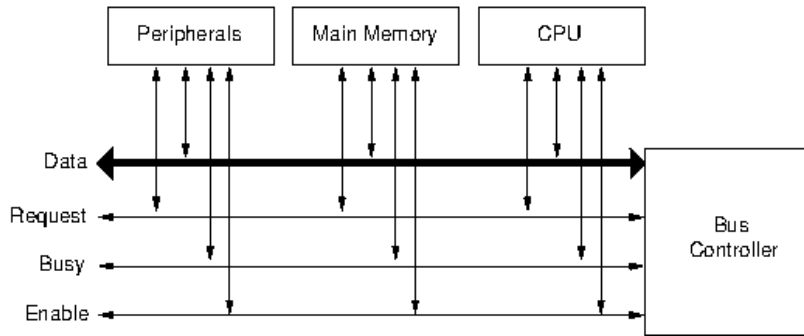 Peripherals
Main Memory
CPU
Data
Request
Busy
Enable
Bus
Controller